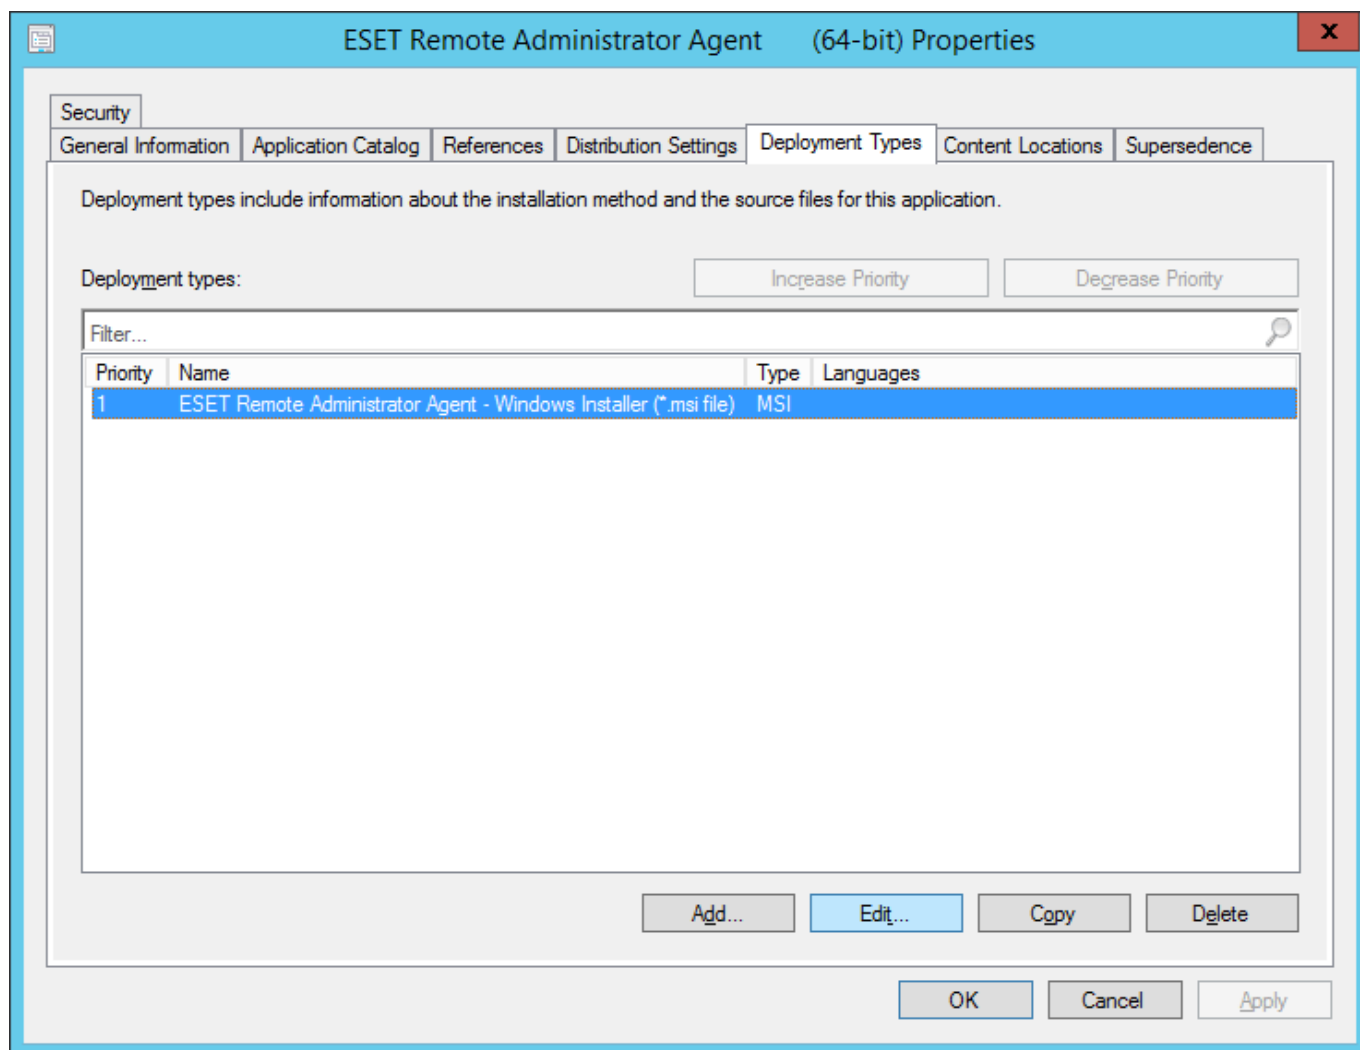 ESET Remote Administrator Agent (64-bit) Properties
x
Security
General Information Application Catalog References Distribution Settings Deployment Types Content Locations Supersedence
Deployment types include information about the installation method and the source files for this application.
Deployment types: Increase Priority Decrease Priority
Filter...
Priority Name Type Languages
1 ESET Remote Administrator Agent - Windows Installer (*.msi file) MSI
Add... Edit... Copy Delete
OK Cancel Apply